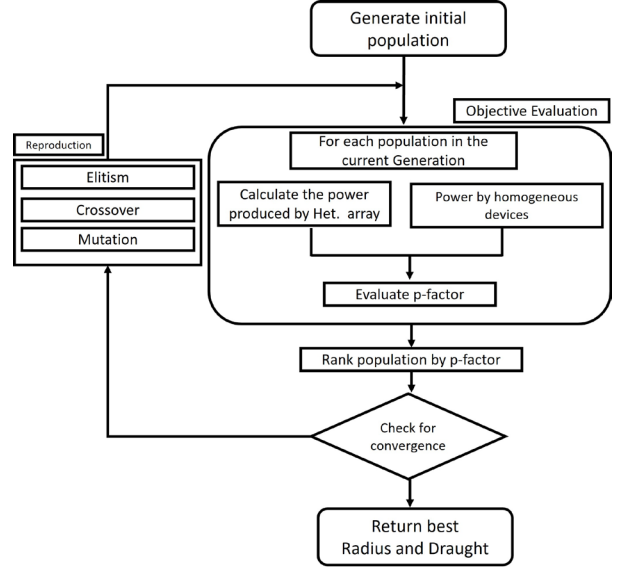 Generate initial
population
Objective Evaluation
For each population in the
current Generation
Reproduction
Elitism
Crossover
Mutation
Calculate the power
produced by Het. array
Power by homogeneous
devices
Evaluate p-factor
Rank population by p-factor
Check for
convergence
Return best
Radius and Draught